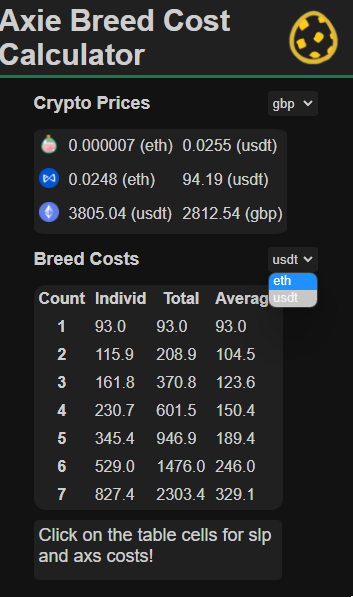 Axie Breed Cost
Calculator
Crypto Prices gbp
0.000007 (eth) 0.0255 (usdt)
0.0248 (eth) 94.19 (usdt)
3805.04 (usdt) 2812.54 (gbp)
Breed Costs usdt
eth
usdt
Count Individ Total Averag
1 93.0 93.0 93.0
2 115.9 208.9 104.5
3 161.8 370.8 123.6
4 230.7 601.5 150.4
5 345.4 946.9 189.4
6 529.0 1476.0 246.0
7 827.4 2303.4 329.1
Click on the table cells for slp
and axs costs!